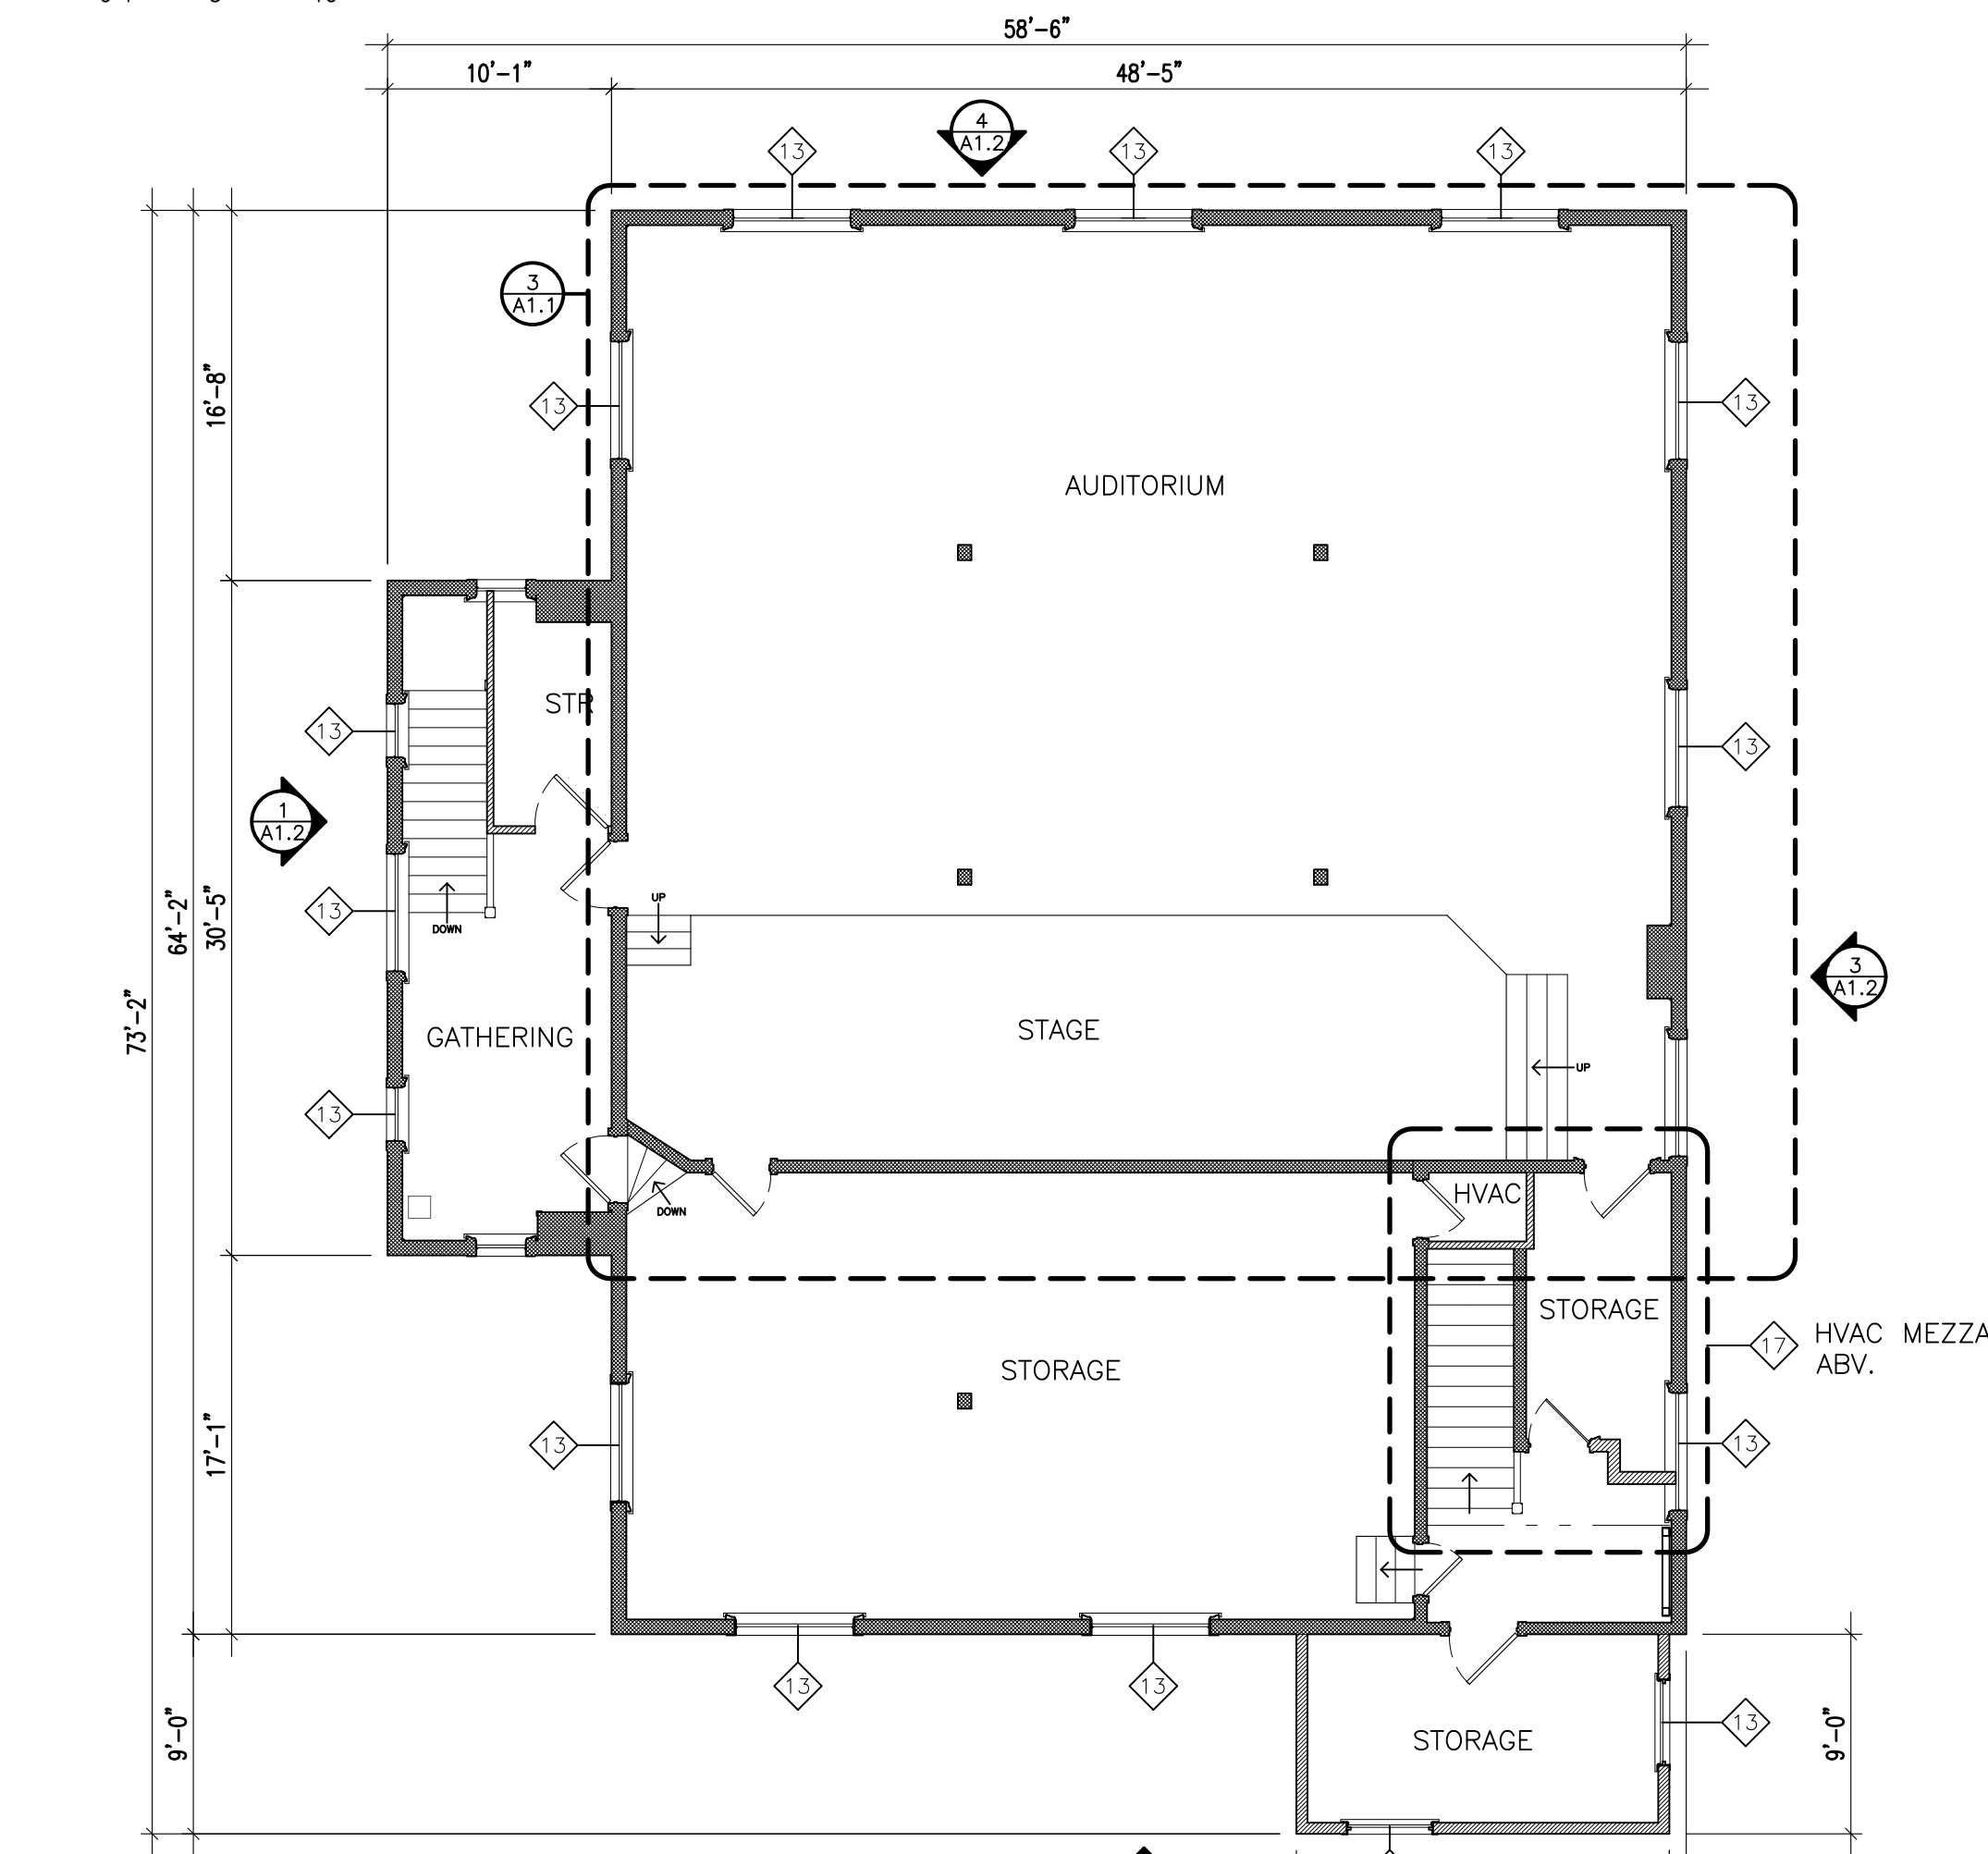 58'-6"
10'-1"
48'-5"
4
A1.2
13
13
13
3
A1.1
16'-8"
13
13
AUDITORIUM
STR
13
13
1
A1.2
64'-2"
30'-5"
73'-2"
13
UP
DOWN
3
A1.2
GATHERING
STAGE
UP
13
HVAC
DOWN
STORAGE
17
HVAC MEZZA
ABV.
STORAGE
17'-1"
13
13
13
13
9'-0"
13
9'-0"
STORAGE